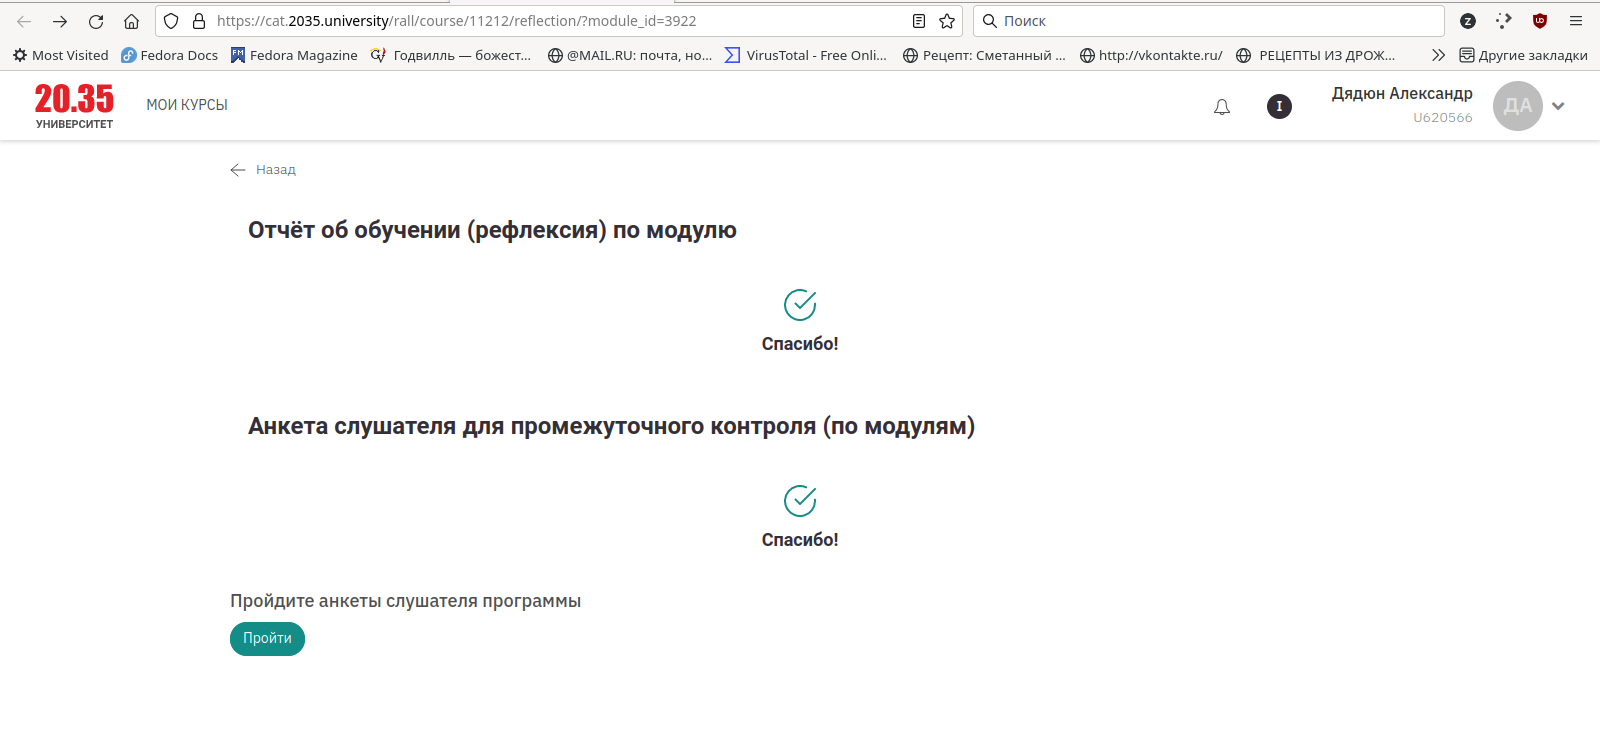 https://cat.2035.university/rall/course/11212/reflection/?module_id=3922
Поиск
Most Visited Fedora Docs Fedora Magazine Годвилль — божест... @MAIL.RU: почта, но... VirusTotal - Free Onli... Рецепт: Сметанный ... http://vkontakte.ru/ РЕЦЕПТЫ ИЗ ДРОЖ... Другие закладки
20.35
УНИВЕРСИТЕТ
МОИ КУРСЫ
I
Дядюн Александр
U620566
ДА
Назад
Отчёт об обучении (рефлексия) по модулю
Спасибо!
Анкета слушателя для промежуточного контроля (по модулям)
Спасибо!
Пройдите анкеты слушателя программы
Пройти